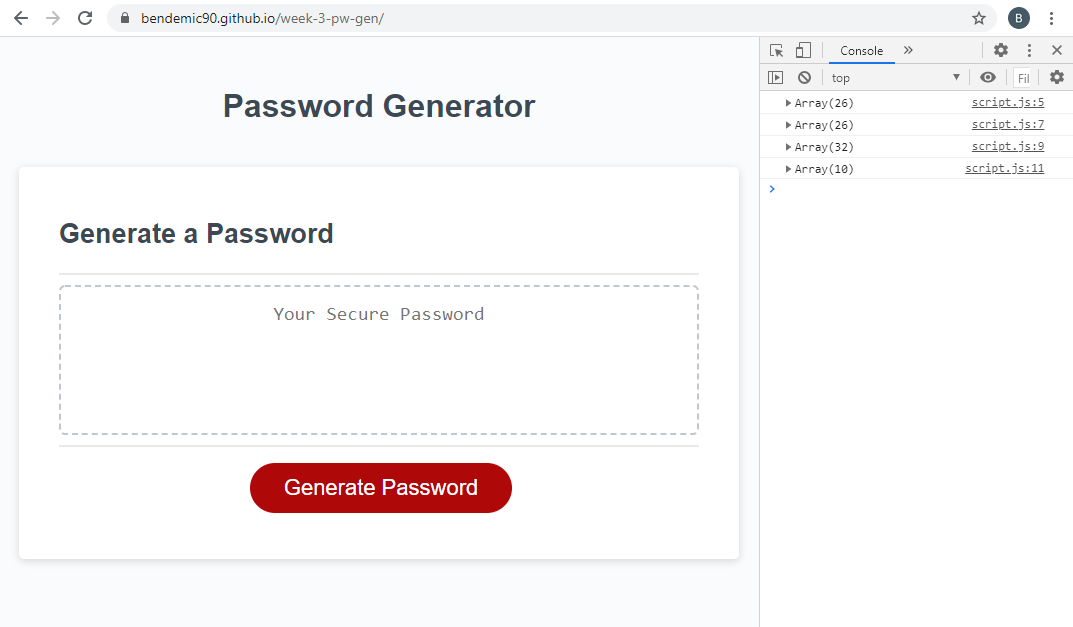 bendemic90.github.io/week-3-pw-gen/
B
Console
top
Fil
Password Generator
Generate a Password
Your Secure Password
Generate Password
Array(26) script.js:5
Array(26) script.js:7
Array(32) script.js:9
Array(10) script.js:11